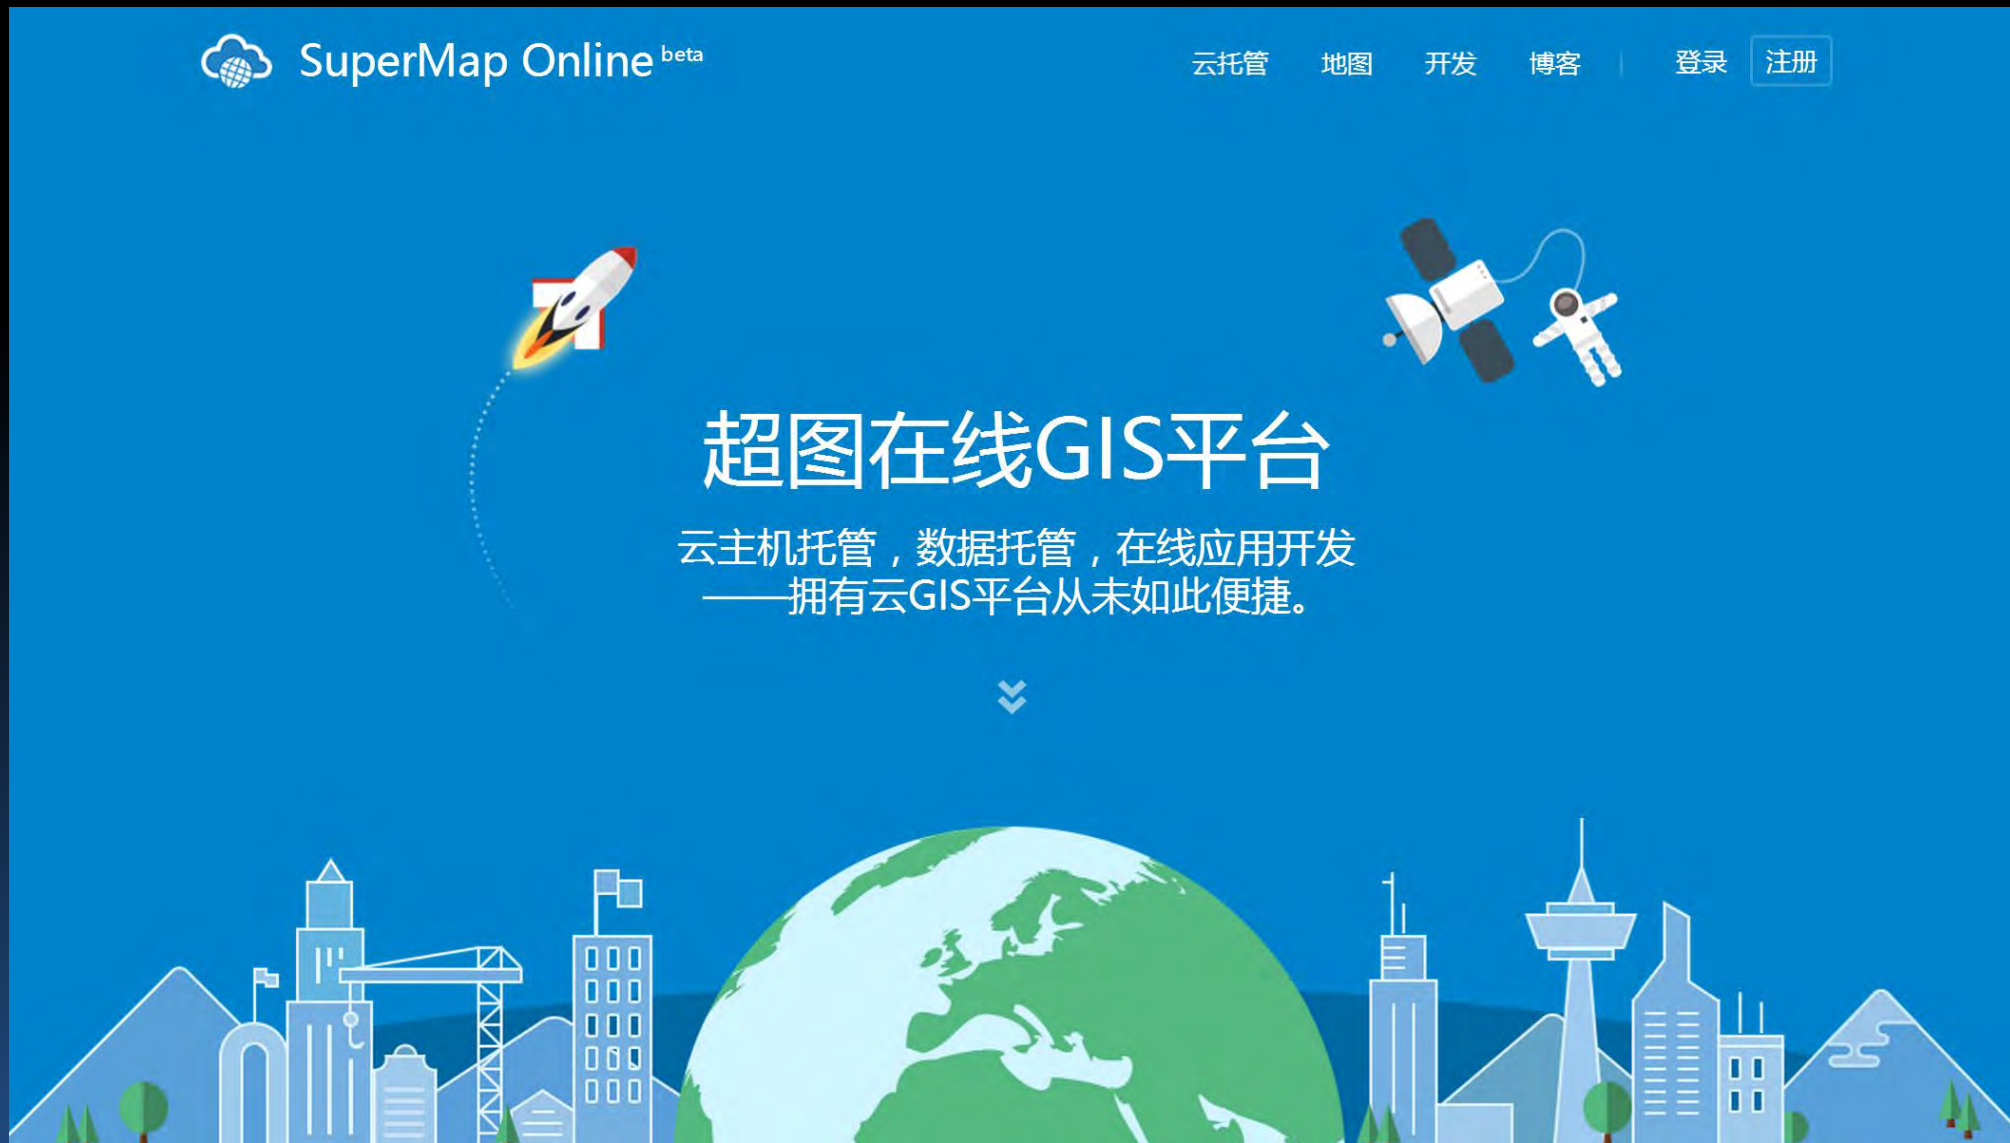 SuperMap Online beta
云托管 地图 开发 博客 登录 注册
超图在线GIS平台
云主机托管，数据托管，在线应用开发
——拥有云GIS平台从未如此便捷。